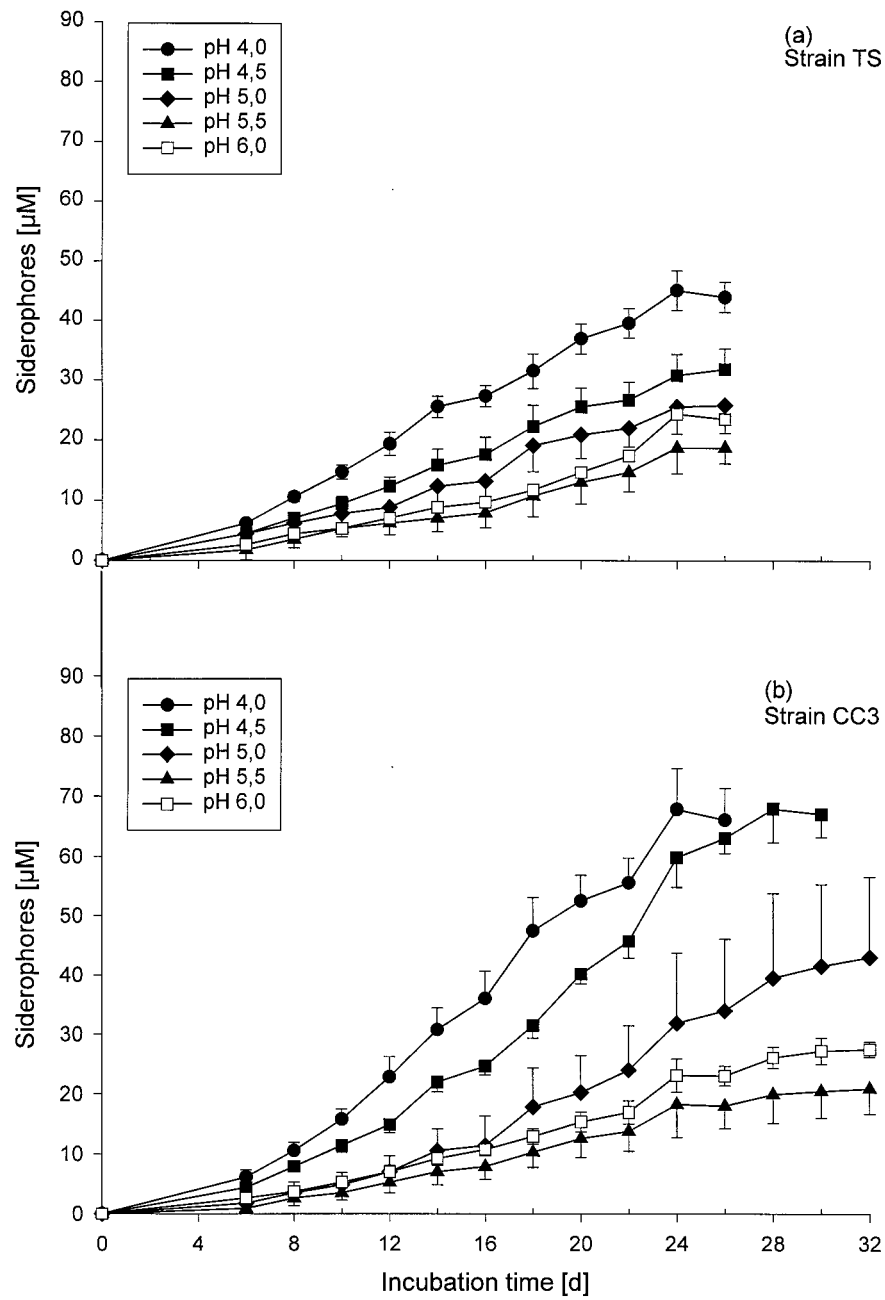 90
80
70
60
50
40
30
20
10
0
Siderophores [µM]
pH 4,0
pH 4,5
pH 5,0
pH 5,5
pH 6,0
(a)
Strain TS
90
80
70
60
50
40
30
20
10
0
Siderophores [µM]
pH 4,0
pH 4,5
pH 5,0
pH 5,5
pH 6,0
(b)
Strain CC3
0 4 8 12 16 20 24 28 32
Incubation time [d]